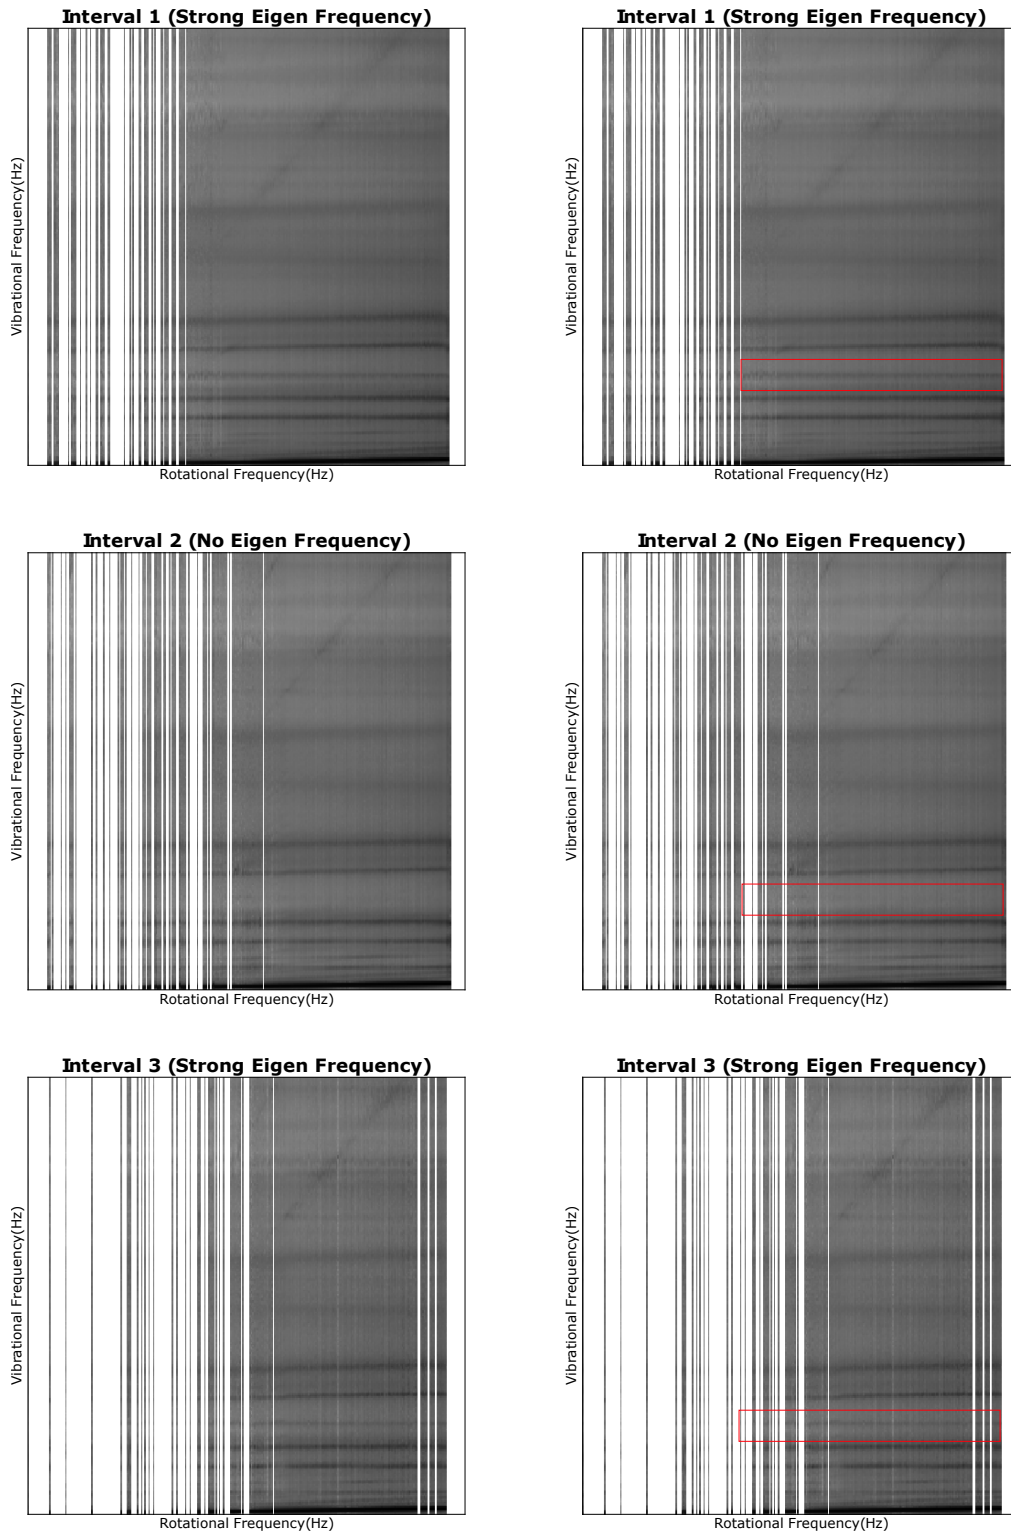 Interval 1 (Strong Eigen Frequency)
Vibrational Frequency(Hz)
Rotational Frequency(Hz)
Interval 1 (Strong Eigen Frequency)
Vibrational Frequency(Hz)
Rotational Frequency(Hz)
Interval 2 (No Eigen Frequency)
Vibrational Frequency(Hz)
Rotational Frequency(Hz)
Interval 2 (No Eigen Frequency)
Vibrational Frequency(Hz)
Rotational Frequency(Hz)
Interval 3 (Strong Eigen Frequency)
Vibrational Frequency(Hz)
Rotational Frequency(Hz)
Interval 3 (Strong Eigen Frequency)
Vibrational Frequency(Hz)
Rotational Frequency(Hz)